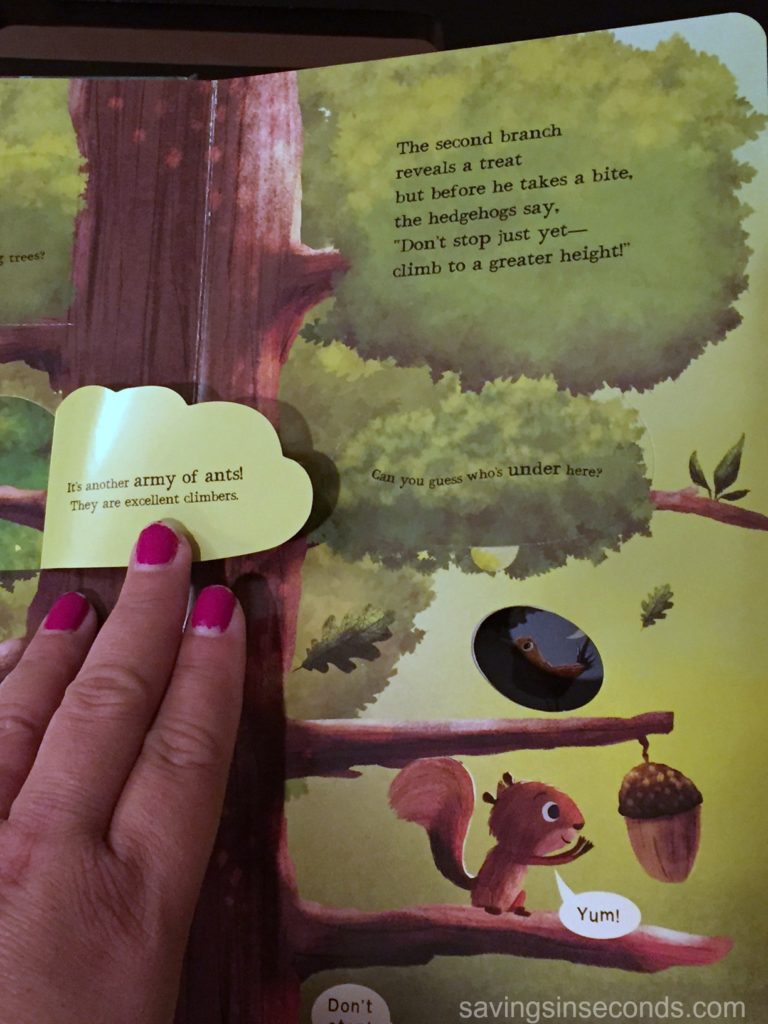 The second branch
reveals a treat
but before he takes a bite,
the hedgehogs say,
"Don't stop just yet—
climb to a greater height!"
trees?
It's another army of ants!
They are excellent climbers.
Can you guess who's under here?
Yum!
Don't
savingsinseconds.com